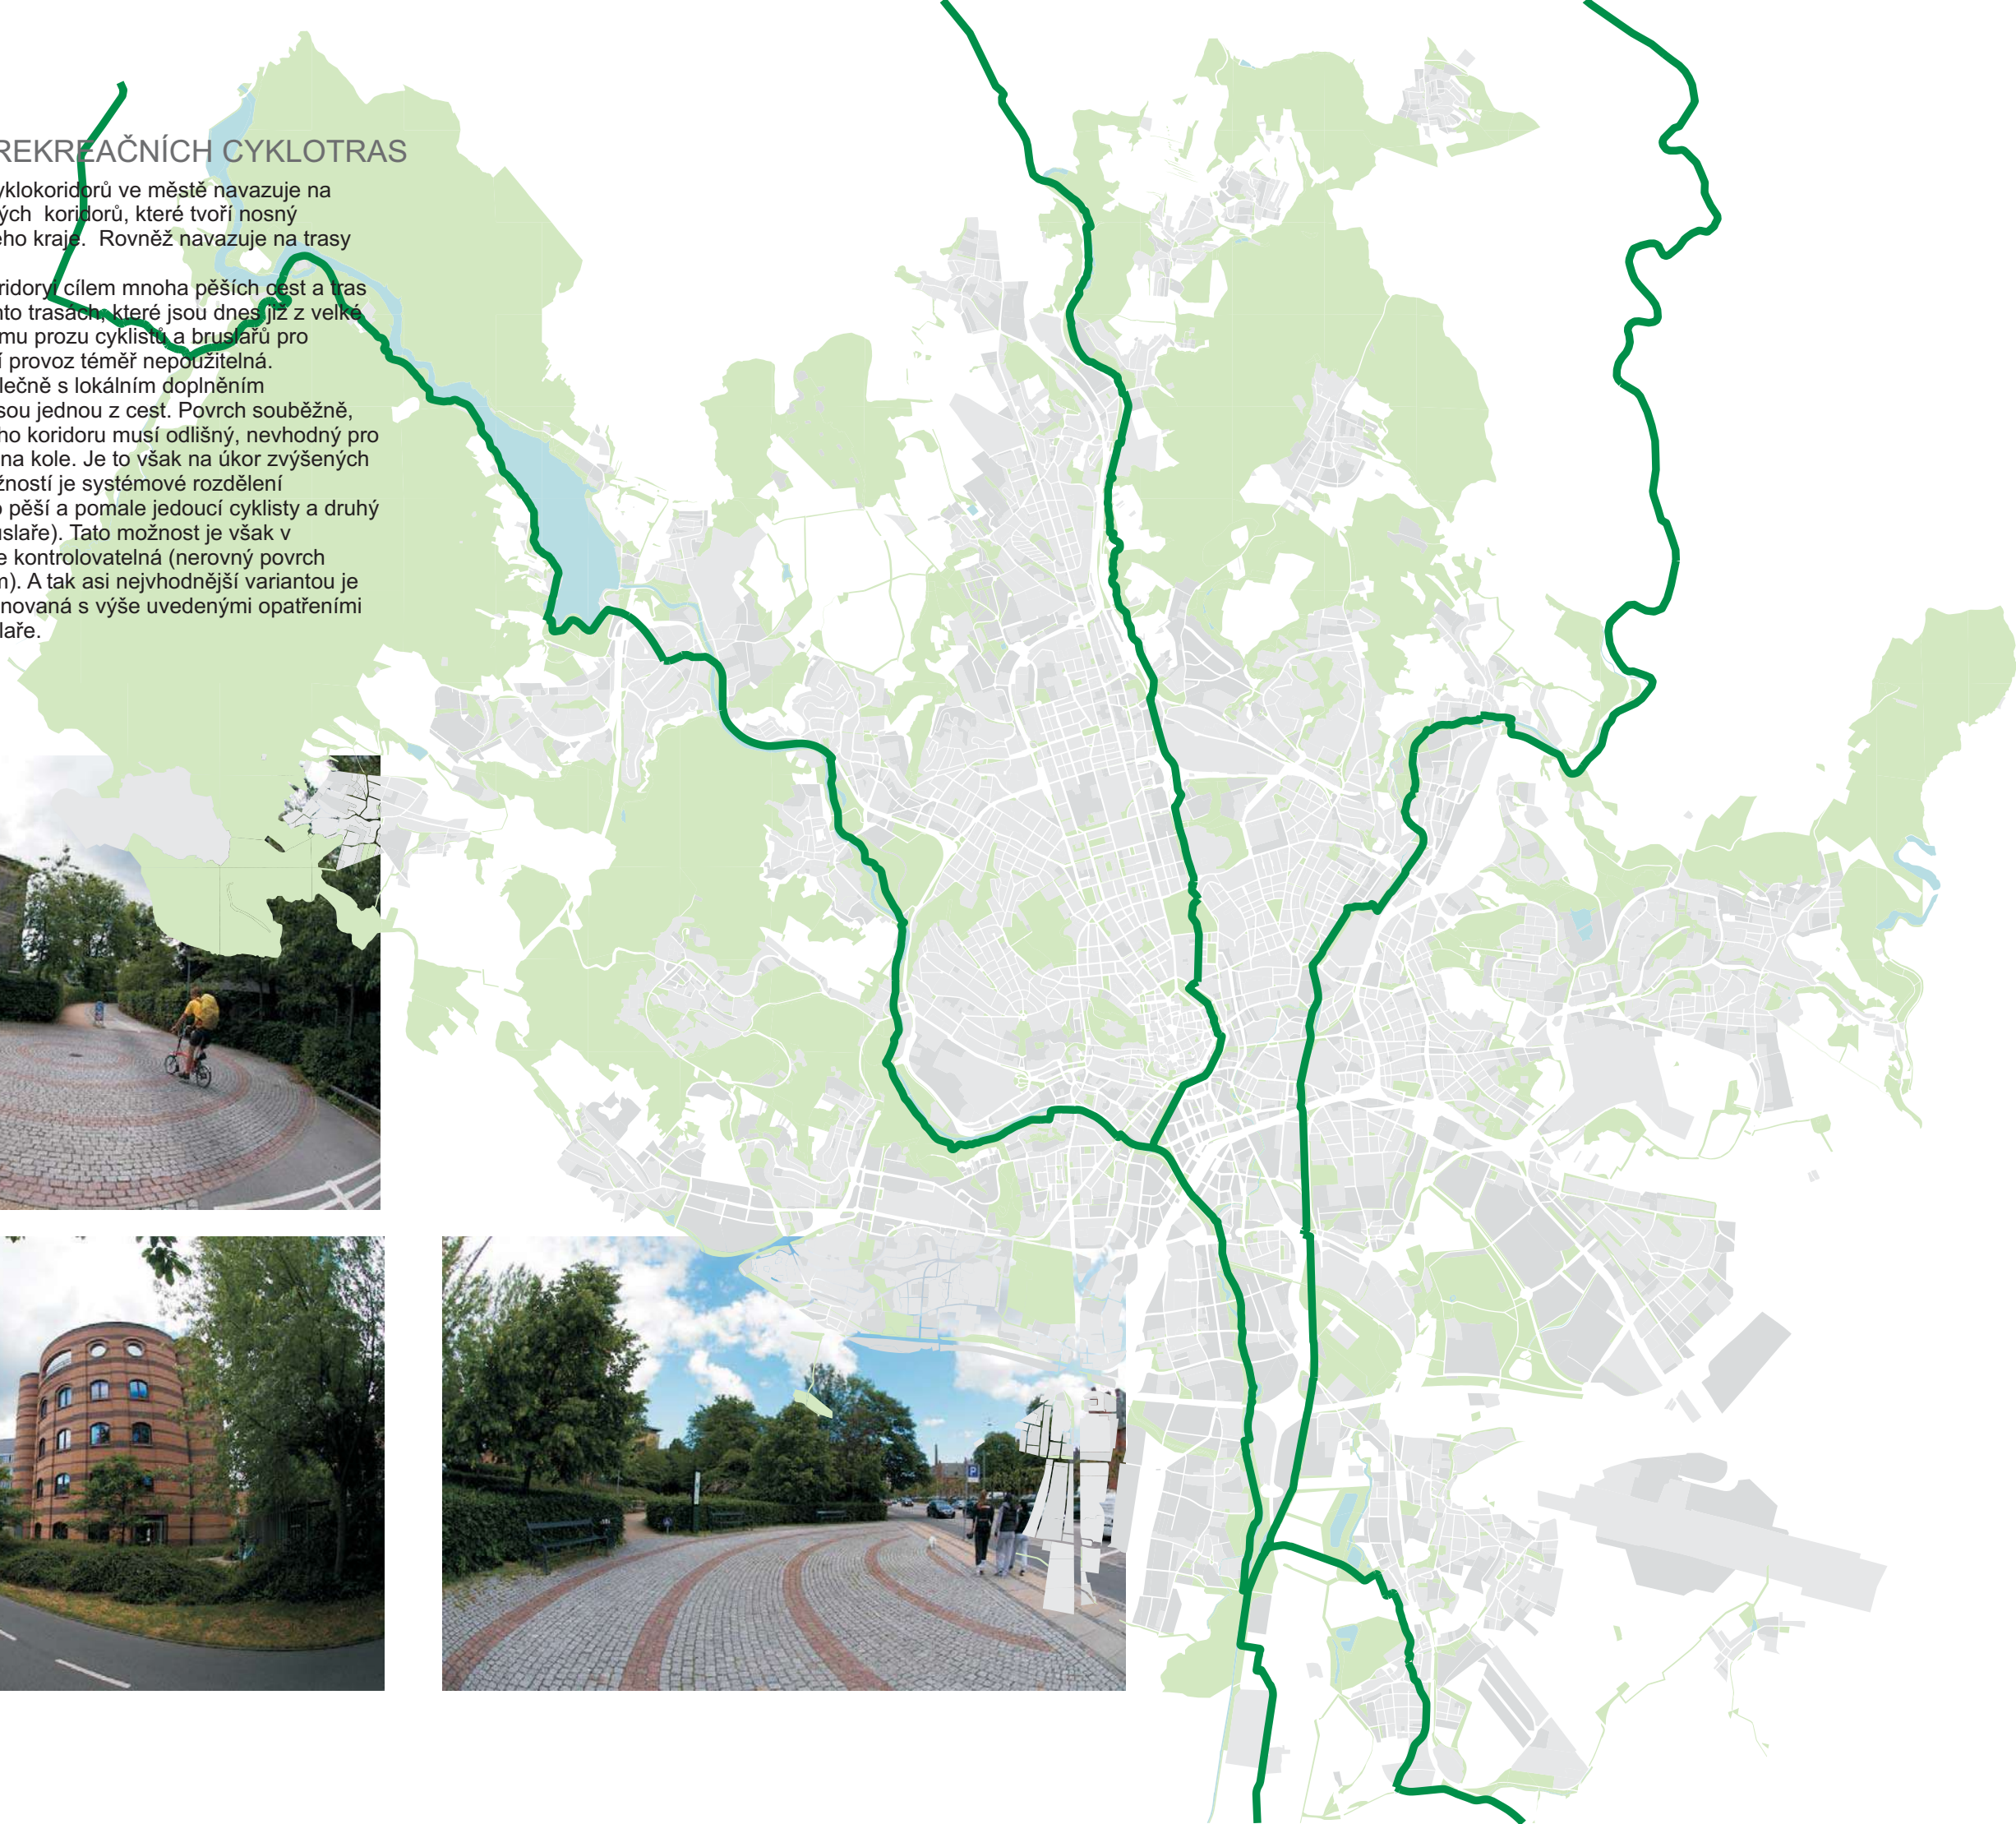 REKREAČNÍCH CYKLOTRAS
yklokoridorů ve městě navazuje na
ých koridorů, které tvoří nosný
ého kraje. Rovněž navazuje na trasy
ridoryí cílem mnoha pěších cest a tras
nto trasách, které jsou dnes již z velké
mu prozu cyklistů a bruslařů pro
í provoz téměř nepoužitelná.
lečně s lokálním doplněním
sou jednou z cest. Povrch souběžně,
ho koridoru musí odlišný, nevhodný pro
na kole. Je to však na úkor zvýšených
žností je systémové rozdělení
o pěší a pomale jedoucí cyklisty a druhý
uslaře). Tato možnost je však v
e kontrolovatelná (nerovný povrch
m). A tak asi nejvhodnější variantou je
novaná s výše uvedenými opatřeními
laře.
P